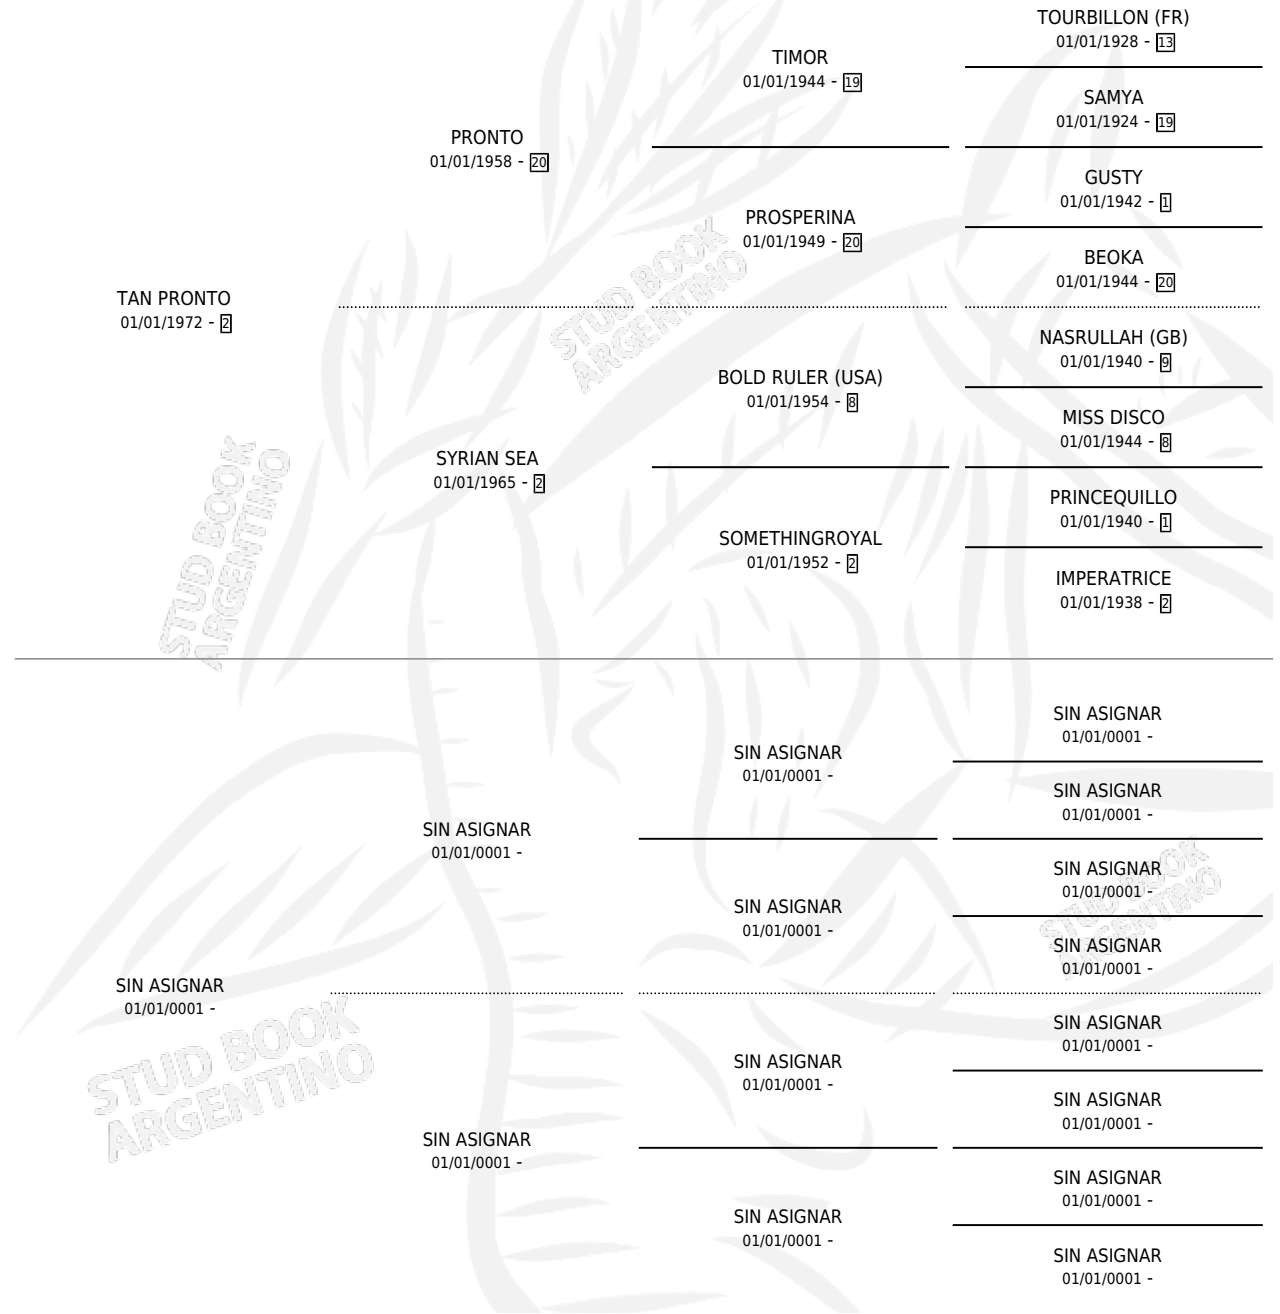 TOURBILLON (FR)
01/01/1928 - 13
TIMOR
01/01/1944 - 19
SAMYA
01/01/1924 - 19
PRONTO
01/01/1958 - 20
GUSTY
01/01/1942 - 1
PROSPERINA
01/01/1949 - 20
BEOKA
01/01/1944 - 20
TAN PRONTO
01/01/1972 - 2
NASRULLAH (GB)
01/01/1940 - 9
BOLD RULER (USA)
01/01/1954 - 8
MISS DISCO
01/01/1944 - 8
SYRIAN SEA
01/01/1965 - 2
PRINCEQUILLO
01/01/1940 - 1
SOMETHINGROYAL
01/01/1952 - 2
IMPERATRICE
01/01/1938 - 2
STUD BOOK
ARGENTINO
STUD BOOK
ARGENTINO
SIN ASIGNAR
01/01/0001 -
SIN ASIGNAR
01/01/0001 -
SIN ASIGNAR
01/01/0001 -
SIN ASIGNAR
01/01/0001 -
SIN ASIGNAR
01/01/0001 -
SIN ASIGNAR
01/01/0001 -
SIN ASIGNAR
01/01/0001 -
SIN ASIGNAR
01/01/0001 -
SIN ASIGNAR
01/01/0001 -
SIN ASIGNAR
01/01/0001 -
SIN ASIGNAR
01/01/0001 -
SIN ASIGNAR
01/01/0001 -
SIN ASIGNAR
01/01/0001 -
SIN ASIGNAR
01/01/0001 -
SIN ASIGNAR
01/01/0001 -
STUD BOOK
ARGENTINO
STUD BOOK
ARGENTINO